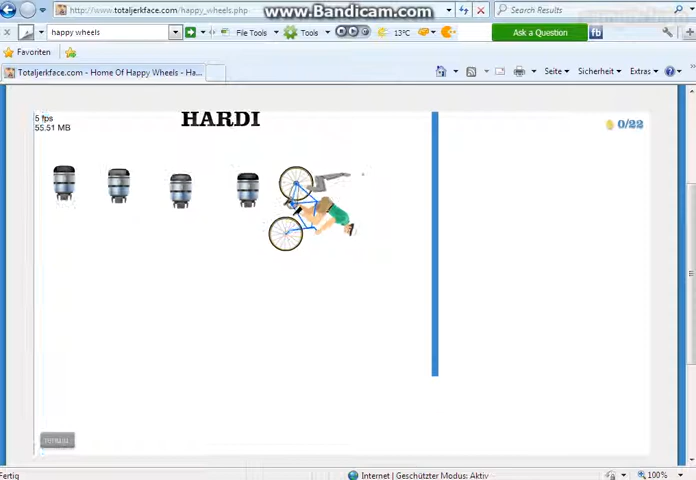 http://www.totaljerkface.com/happy_wheels.php
www.Bandicam.com
Search Results
happy wheels
File Tools
Tools
13°C
Ask a Question
fb
Favoriten
Totaljerkface.com - Home Of Happy Wheels - Ha...
Seite
Sicherheit
Extras
5 fps
55.51 MB
HARDI
0/22
Fertig
Internet | Geschützter Modus: Aktiv
100%